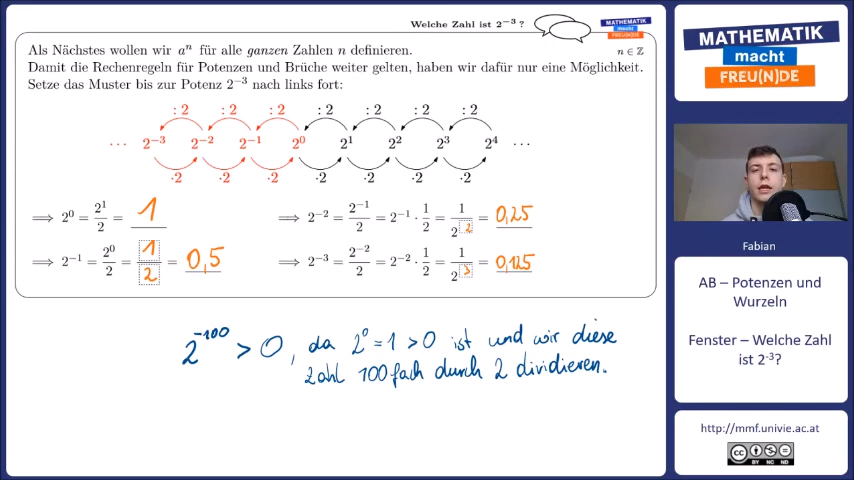 Welche Zahl ist 2⁻³ ?
MATHEMATIK
macht
FREU(N)DE
Als Nächstes wollen wir aⁿ für alle ganzen Zahlen n definieren. n ∈ ℤ
Damit die Rechenregeln für Potenzen und Brüche weiter gelten, haben wir dafür nur eine Möglichkeit.
Setze das Muster bis zur Potenz 2⁻³ nach links fort:
: 2 : 2 : 2 : 2 : 2 : 2 : 2
... 2⁻³ 2⁻² 2⁻¹ 2⁰ 2¹ 2² 2³ 2⁴ ...
·2 ·2 ·2 ·2 ·2 ·2 ·2
⟹ 2⁰ = 2¹/2 = 1
⟹ 2⁻² = 2⁻¹/2 = 2⁻¹ · 1/2 = 1/2² = 0,25
⟹ 2⁻¹ = 2⁰/2 = 1/2 = 0,5
⟹ 2⁻³ = 2⁻²/2 = 2⁻² · 1/2 = 1/2³ = 0,125
2⁻¹⁰⁰ > 0, da 2⁰ = 1 > 0 ist und wir diese
Zahl 100fach durch 2 dividieren.
MATHEMATIK
macht
FREU(N)DE
Fabian
AB – Potenzen und
Wurzeln
Fenster – Welche Zahl
ist 2⁻³?
http://mmf.univie.ac.at
cc
BY NC ND